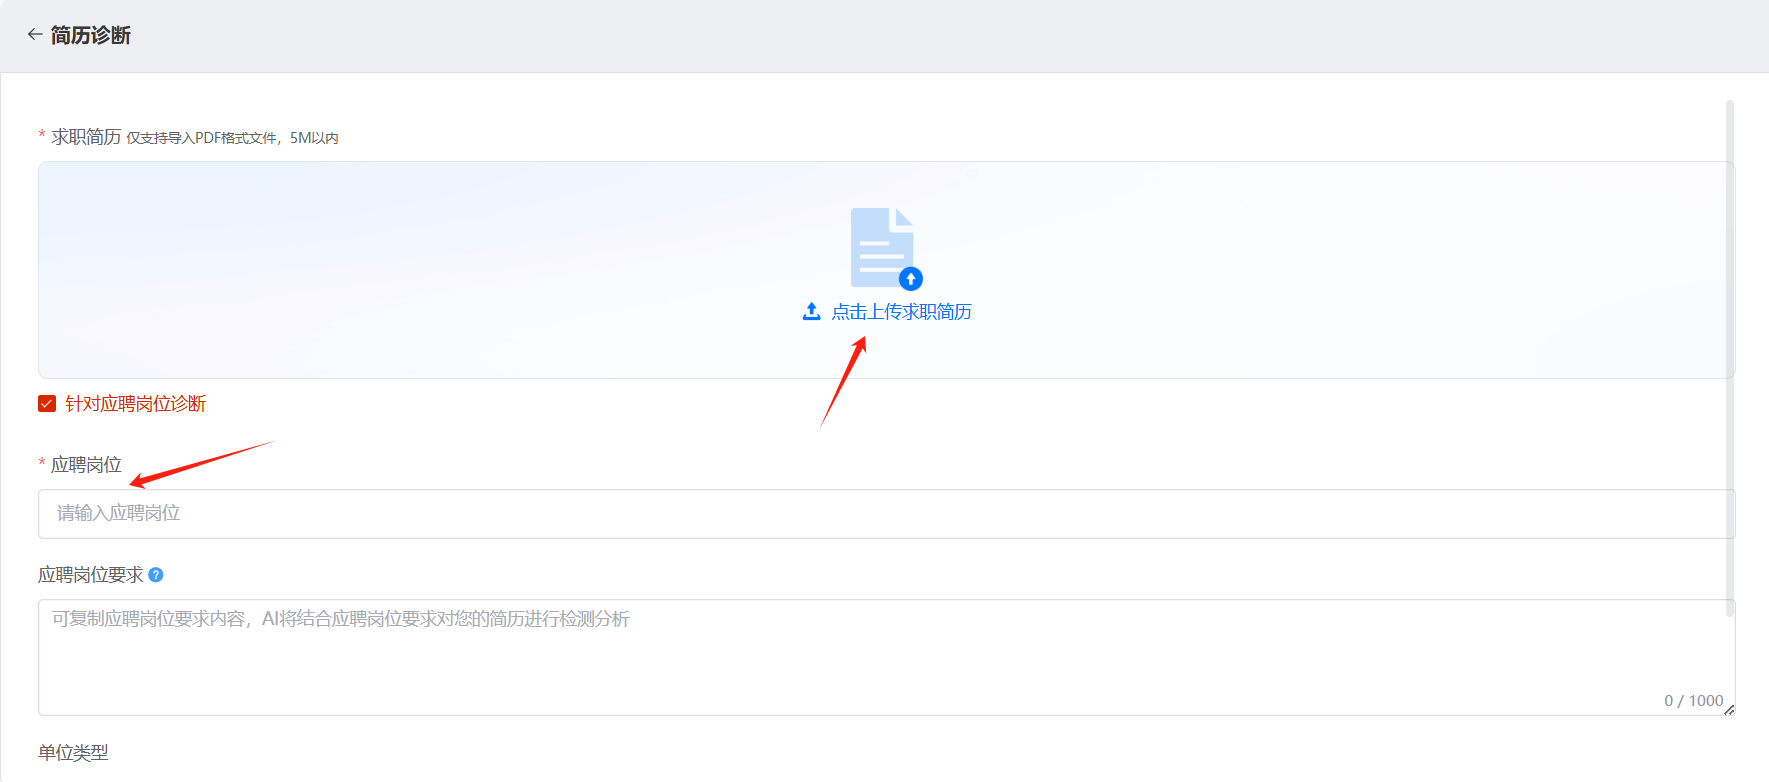 简历诊断
* 求职简历 仅支持导入PDF格式文件，5M以内
点击上传求职简历
针对应聘岗位诊断
* 应聘岗位
请输入应聘岗位
应聘岗位要求 ?
可复制应聘岗位要求内容，AI将结合应聘岗位要求对您的简历进行检测分析
0 / 1000
单位类型